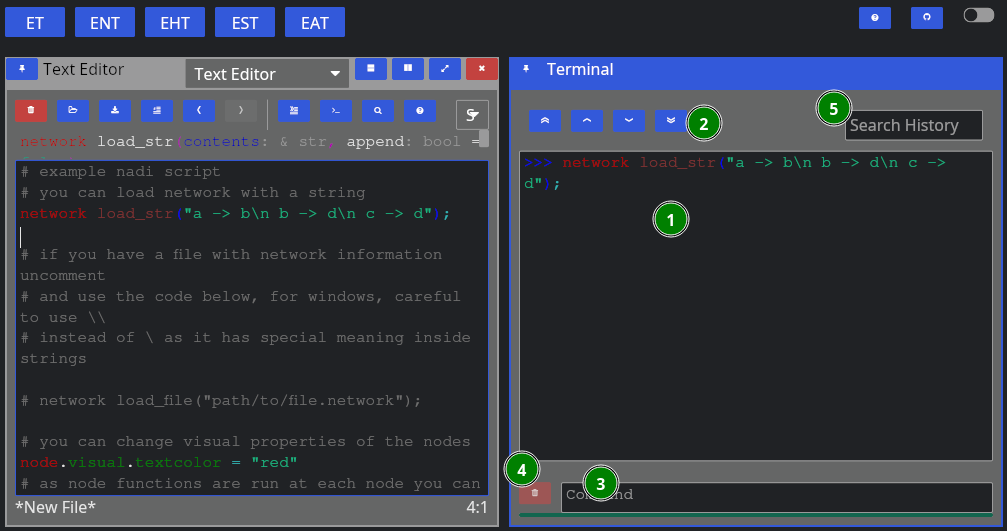 ET ENT EHT EST EAT
Text Editor Text Editor
network load_str(contents: & str, append: bool =
# example nadi script
# you can load network with a string
network load_str("a -> b\n b -> d\n c -> d");
# if you have a file with network information
uncomment
# and use the code below, for windows, careful
to use \\
# instead of \ as it has special meaning inside
strings
# network load_file("path/to/file.network");
# you can change visual properties of the nodes
node.visual.textcolor = "red"
# as node functions are run at each node you can
*New File* 4:1
Terminal
2
5
Search History
>>> network load_str("a -> b\n b -> d\n c ->
d");
1
4
3